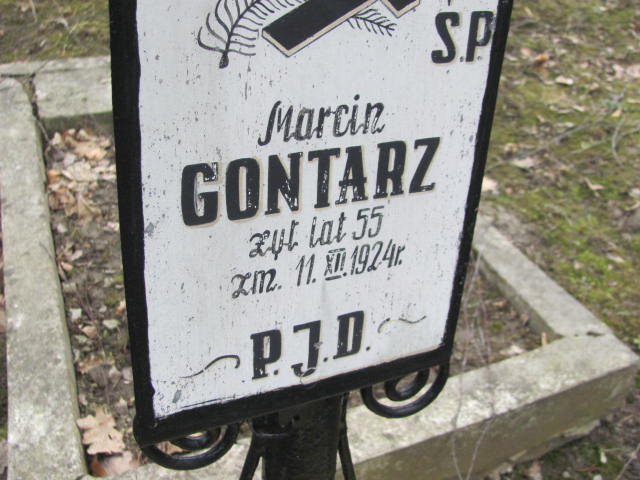 Ś.P.
Marcin
GONTARZ
żył lat 55
zm. 11.XII.1924r.
P.J.D.